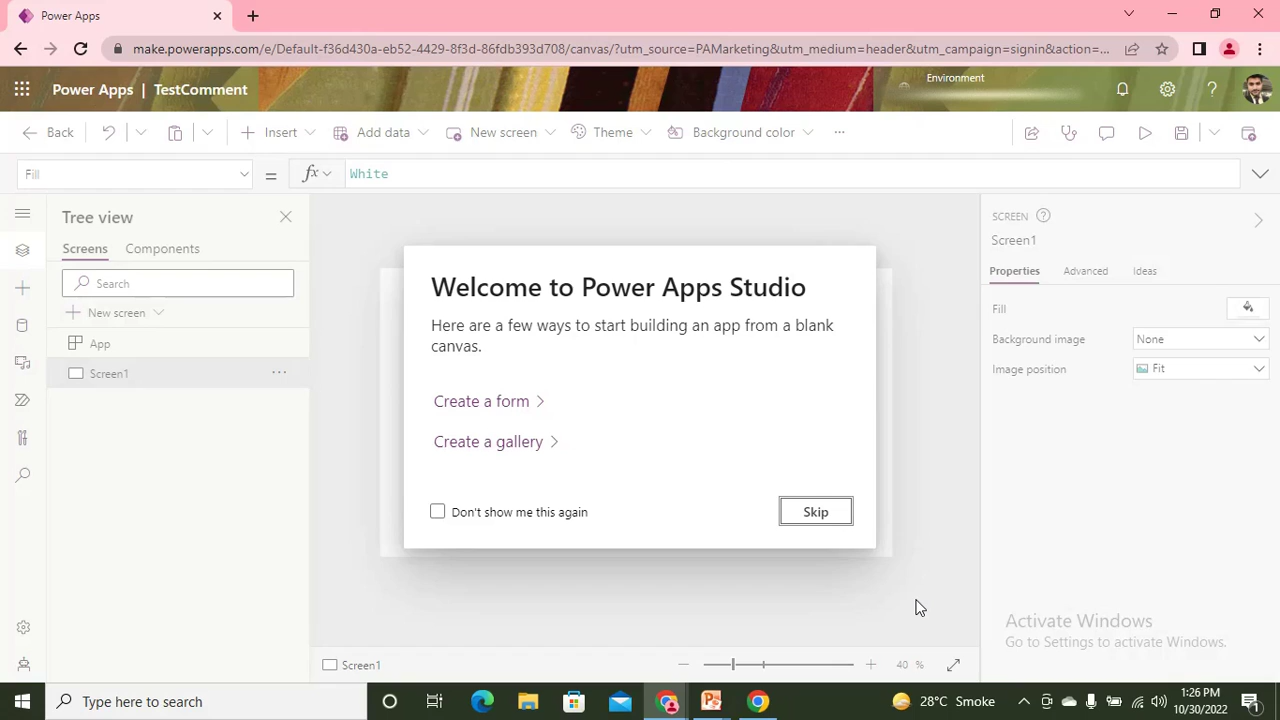 Power Apps
make.powerapps.com/e/Default-f36d430a-eb52-4429-8f3d-86fdb393d708/canvas/?utm_source=PAMarketing&utm_medium=header&utm_campaign=signin&action=...
Power Apps | TestComment
Environment
Back
Insert
Add data
New screen
Theme
Background color
Fill
=
fx
White
Tree view
Screens
Components
Search
New screen
App
Screen1
Welcome to Power Apps Studio
Here are a few ways to start building an app from a blank
canvas.
Create a form
Create a gallery
Don't show me this again
Skip
SCREEN
Screen1
Properties
Advanced
Ideas
Fill
Background image
None
Image position
Fit
Activate Windows
Go to Settings to activate Windows.
Screen1
40 %
Type here to search
28°C Smoke
1:26 PM
10/30/2022
1